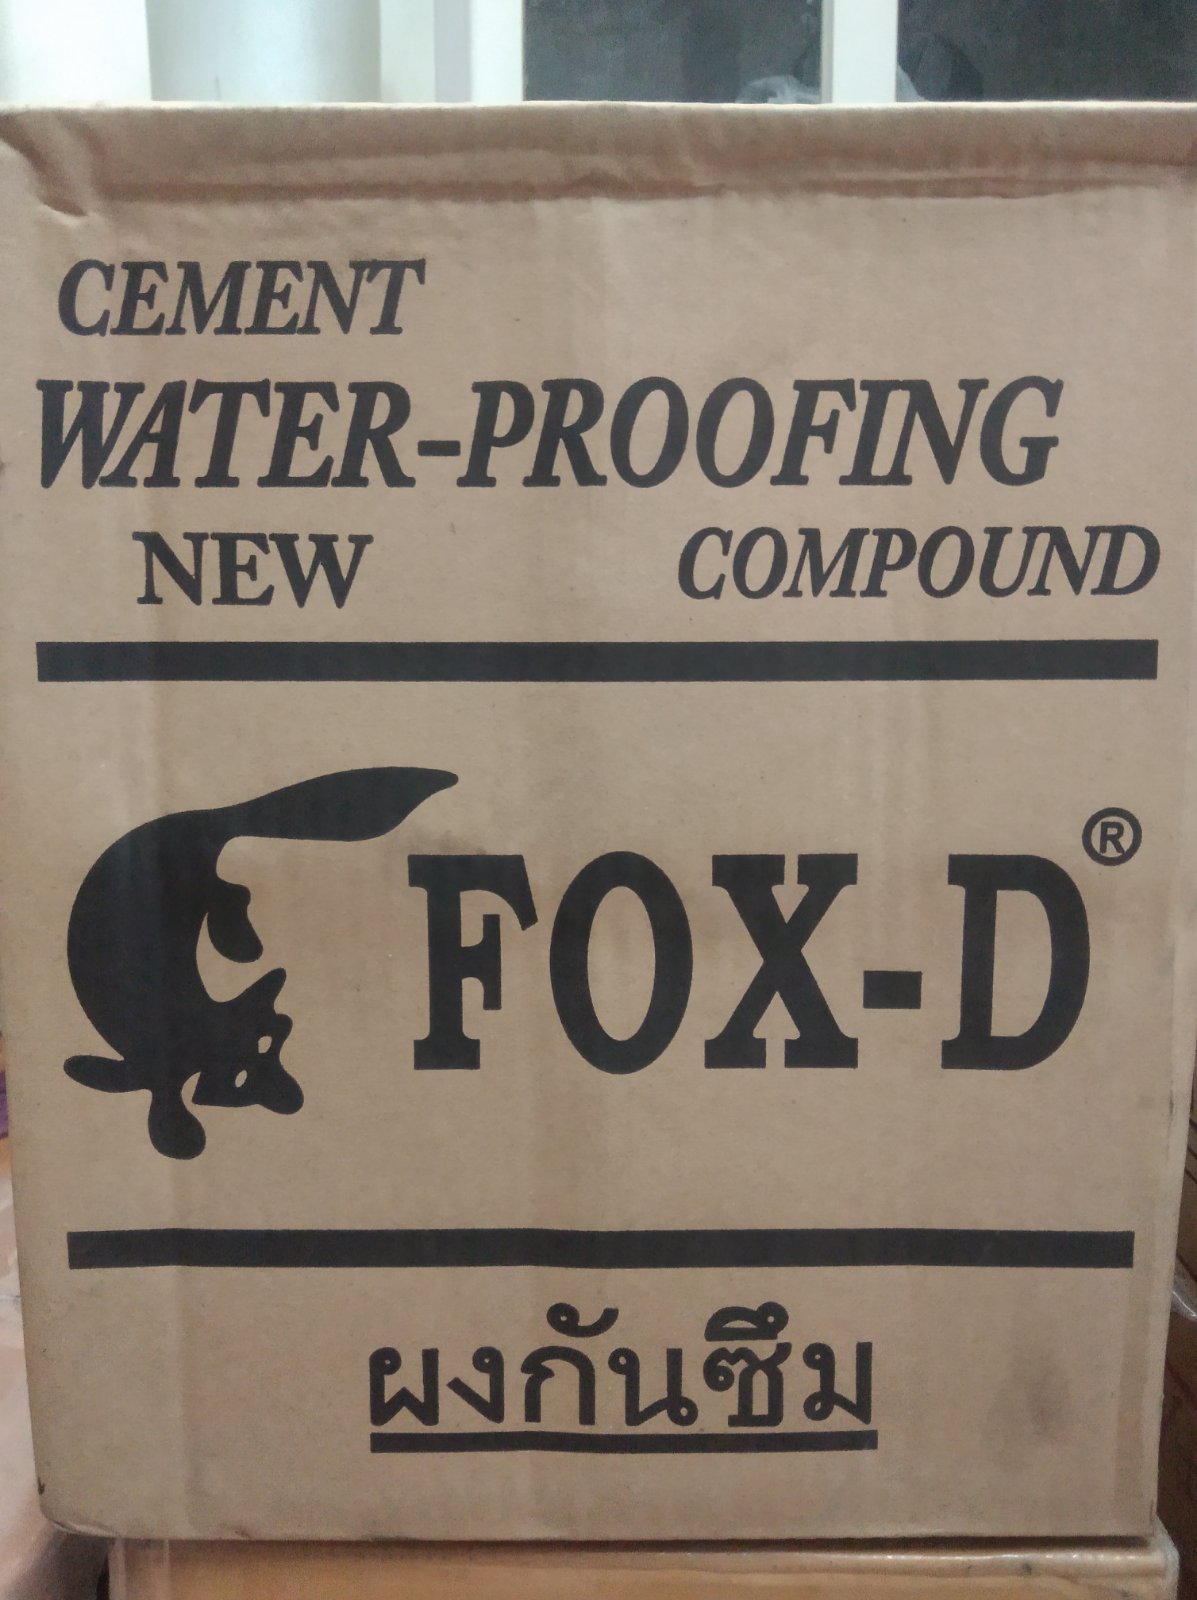 CEMENT
WATER-PROOFING
NEW COMPOUND
FOX-D®
ผงกันซึม